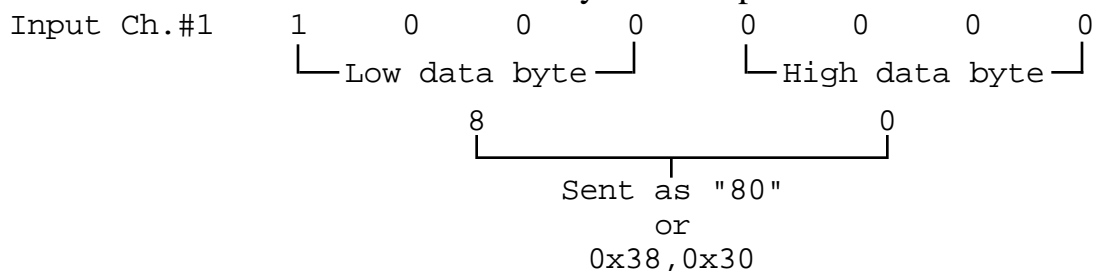 Input Ch.#1 1 0 0 0 0 0 0 0
Low data byte High data byte
8 0
Sent as "80"
or
0x38,0x30